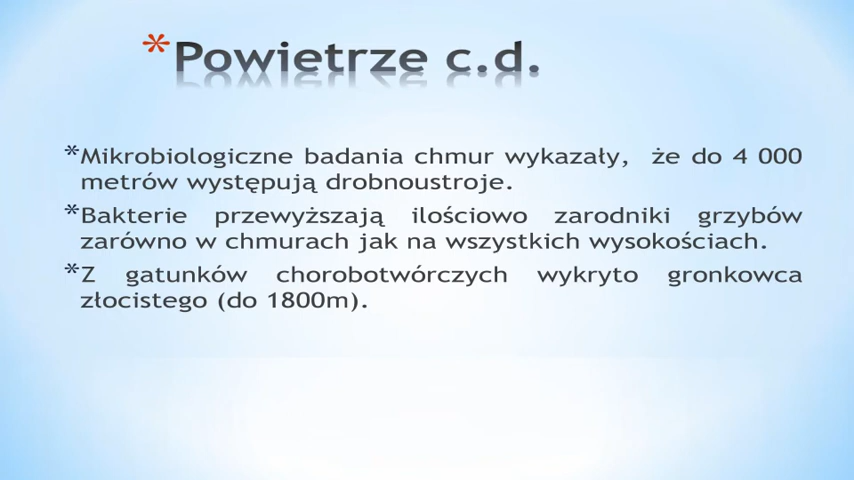 *Powietrze c.d.
*Mikrobiologiczne badania chmur wykazały, że do 4 000
metrów występują drobnoustroje.
*Bakterie przewyższają ilościowo zarodniki grzybów
zarówno w chmurach jak na wszystkich wysokościach.
*Z gatunków chorobotwórczych wykryto gronkowca
złocistego (do 1800m).